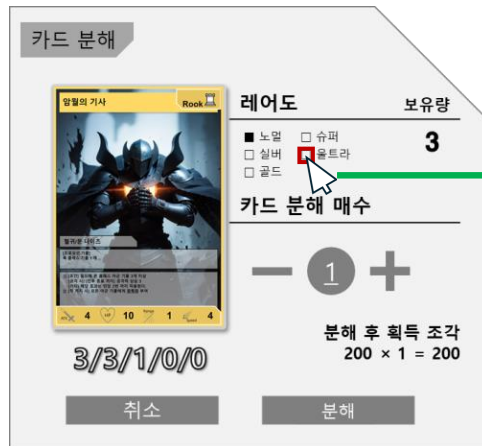 카드 분해
암월의 기사
Rook
레어도
보유량
■ 노멀 □ 슈퍼
□ 실버 □ 울트라
□ 골드
3
카드 분해 매수
1
4 10 1 4
분해 후 획득 조각
200 × 1 = 200
3/3/1/0/0
취소
분해